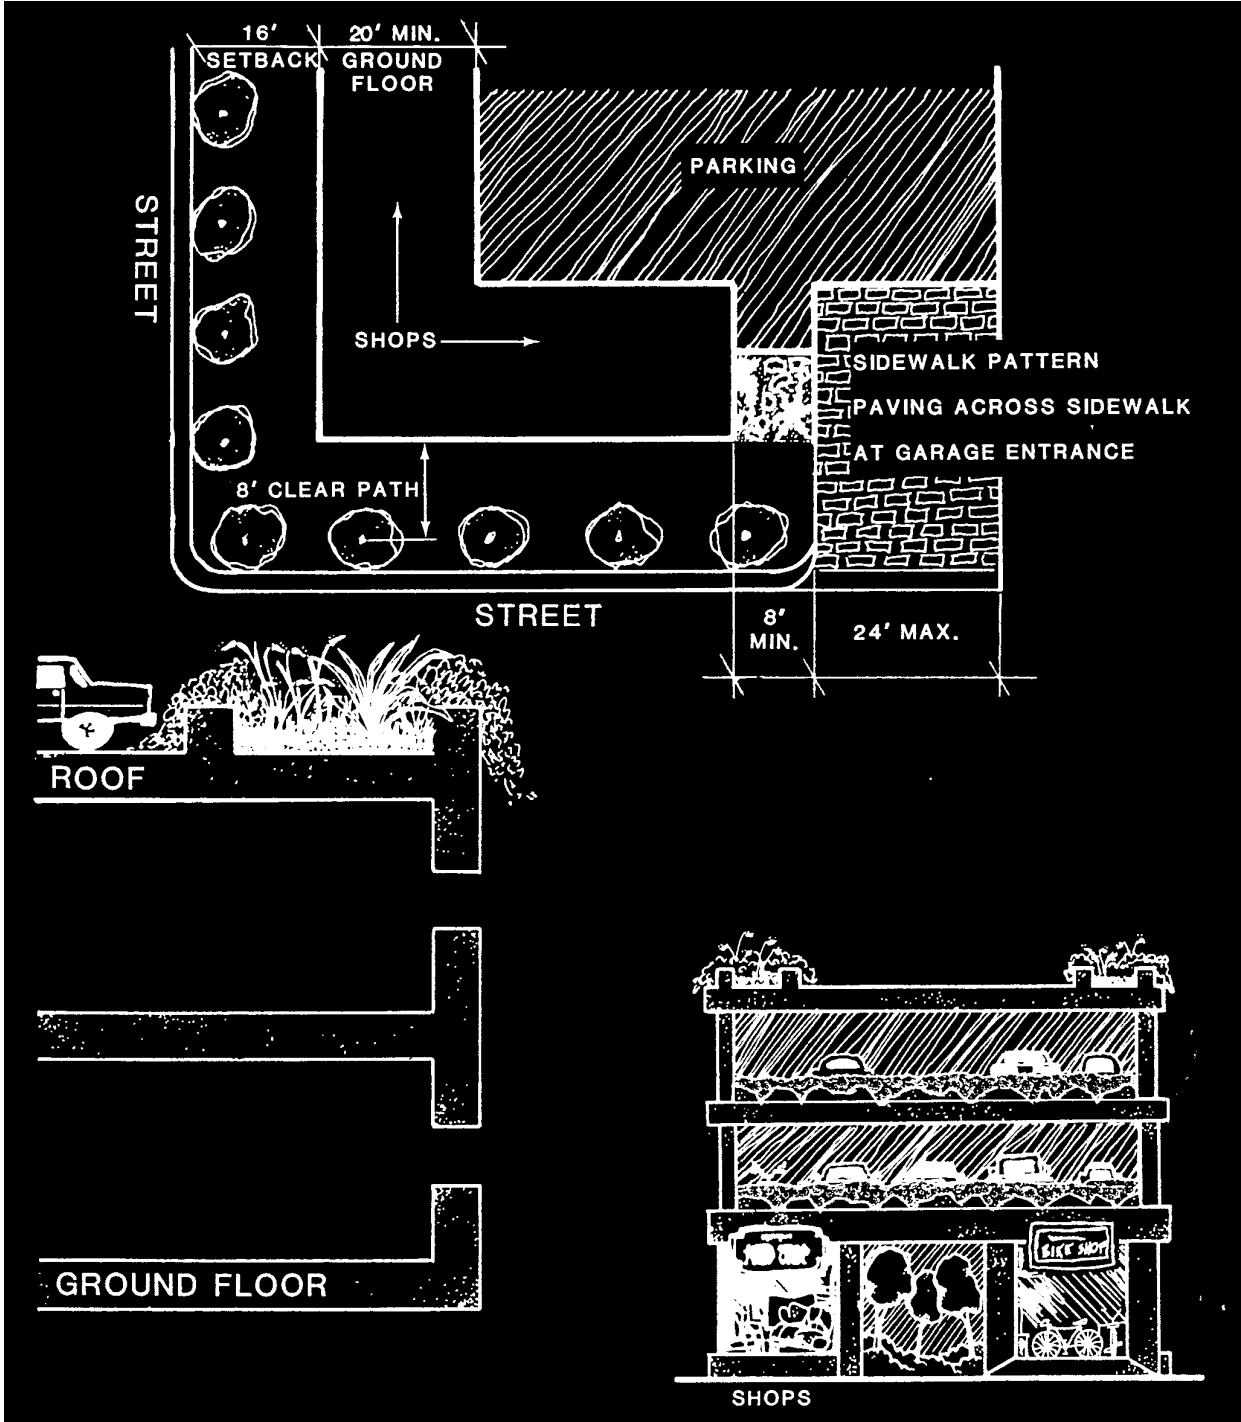 16' 20' MIN.
SETBACK GROUND
FLOOR
PARKING
STREET
SHOPS
SIDEWALK PATTERN
PAVING ACROSS SIDEWALK
AT GARAGE ENTRANCE
8' CLEAR PATH
STREET
8'
MIN.
24' MAX.
ROOF
GROUND FLOOR
BIKE SHOP
SHOPS